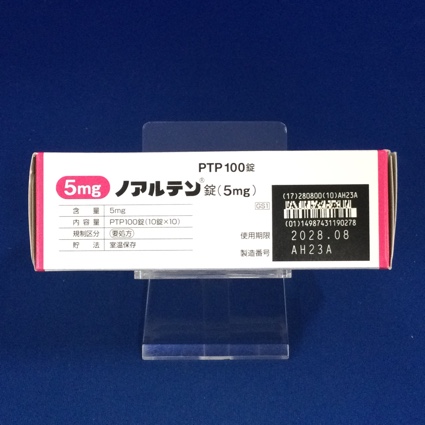 PTP100錠
5mg ノアルテン®錠(5mg)
含量 5mg
内容量 PTP100錠(10錠×10)
規制区分 要処方
貯法 室温保存
GS1
(17)280800(10)AH23A
(01)14987431190278
使用期限 2028.08
製造番号 AH23A